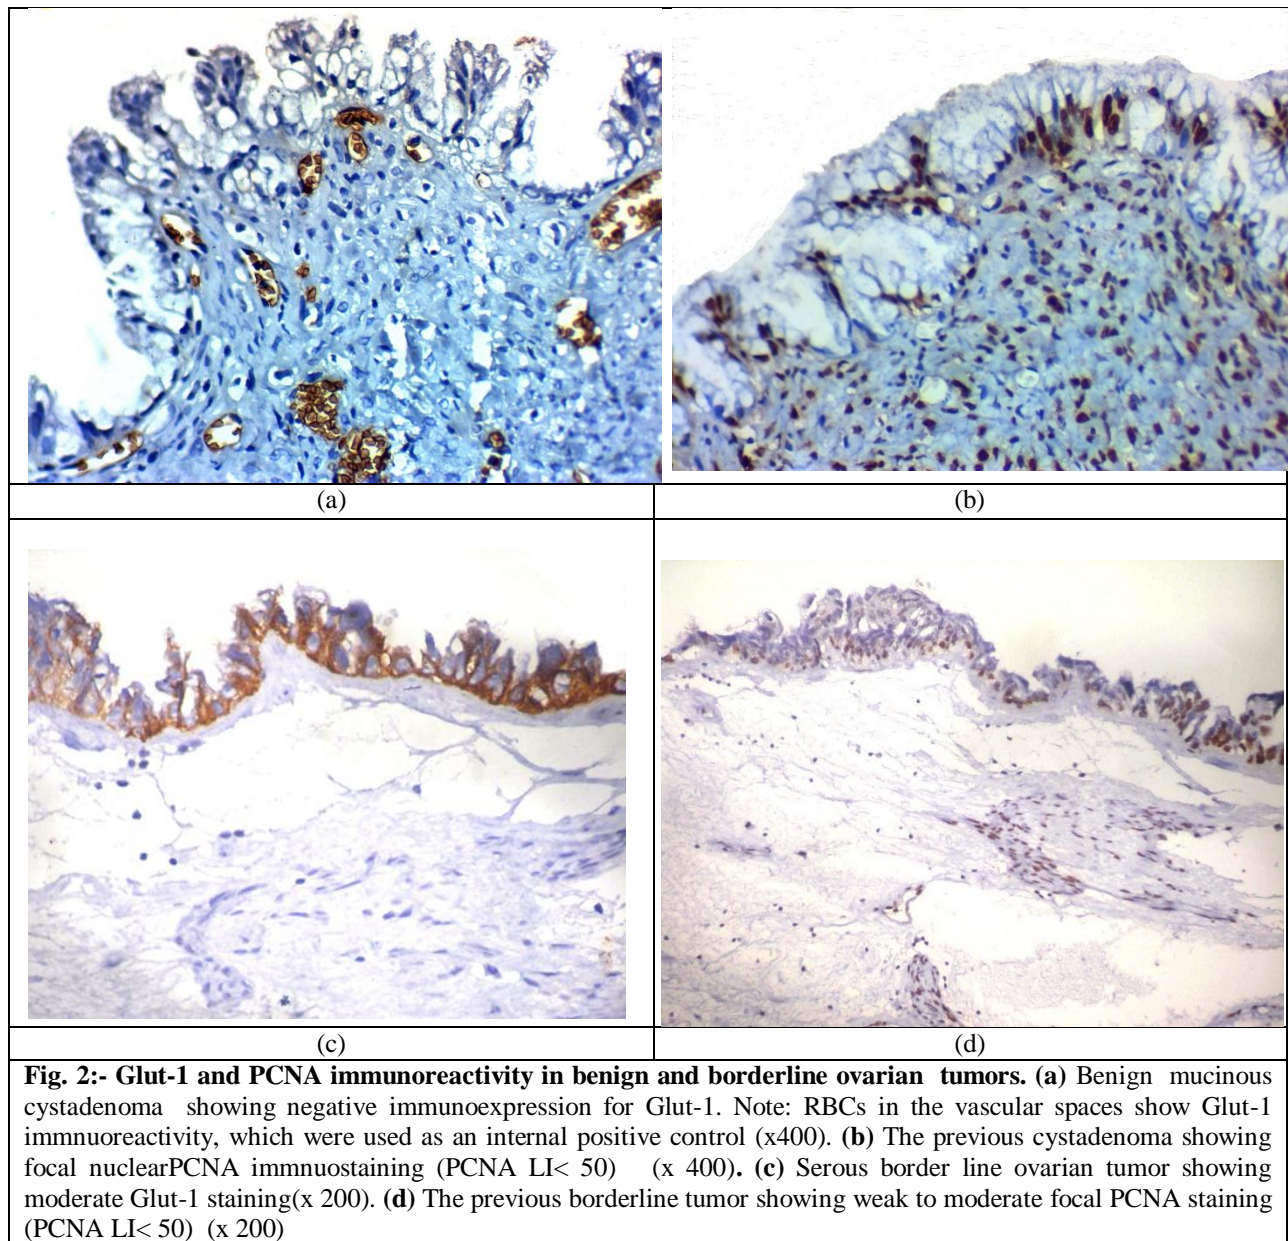 (a)
(b)
(c)
(d)
Fig. 2:- Glut-1 and PCNA immunoreactivity in benign and borderline ovarian tumors. (a) Benign mucinous
cystadenoma showing negative immunoexpression for Glut-1. Note: RBCs in the vascular spaces show Glut-1
immnuoreactivity, which were used as an internal positive control (x400). (b) The previous cystadenoma showing
focal nuclearPCNA immnuostaining (PCNA LI< 50) (x 400). (c) Serous border line ovarian tumor showing
moderate Glut-1 staining(x 200). (d) The previous borderline tumor showing weak to moderate focal PCNA staining
(PCNA LI< 50) (x 200)